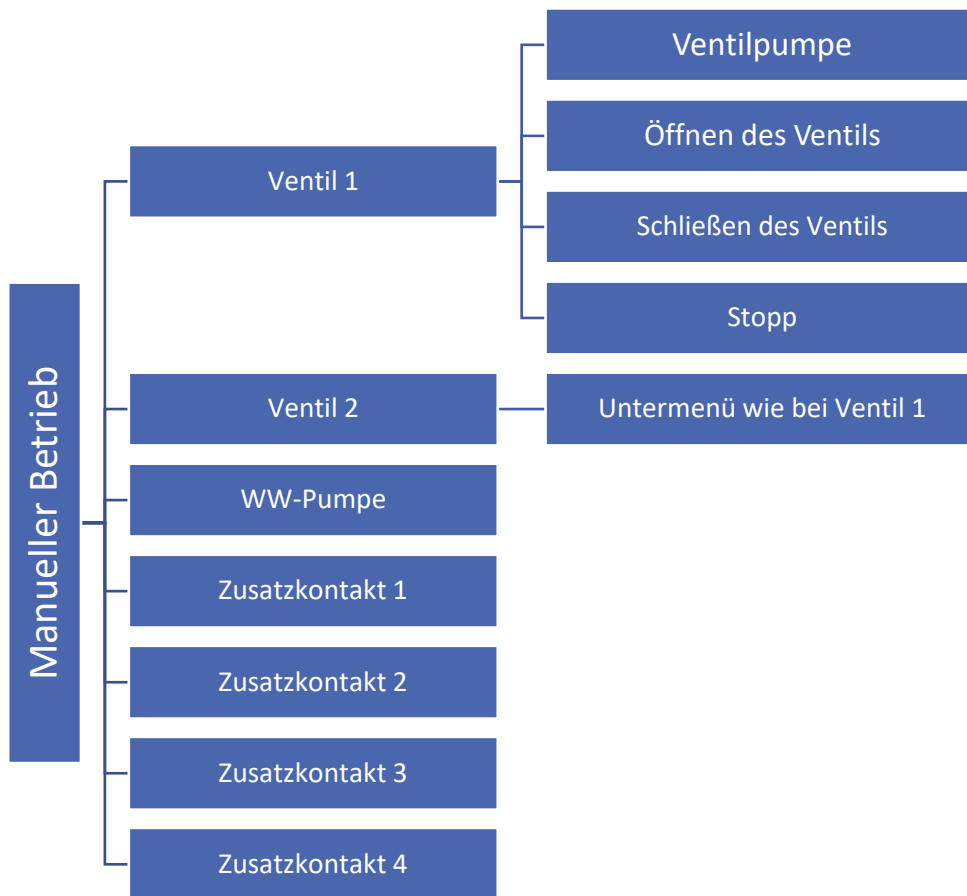 Manueller Betrieb
Ventil 1
Ventilpumpe
Öffnen des Ventils
Schließen des Ventils
Stopp
Ventil 2
Untermenü wie bei Ventil 1
WW-Pumpe
Zusatzkontakt 1
Zusatzkontakt 2
Zusatzkontakt 3
Zusatzkontakt 4